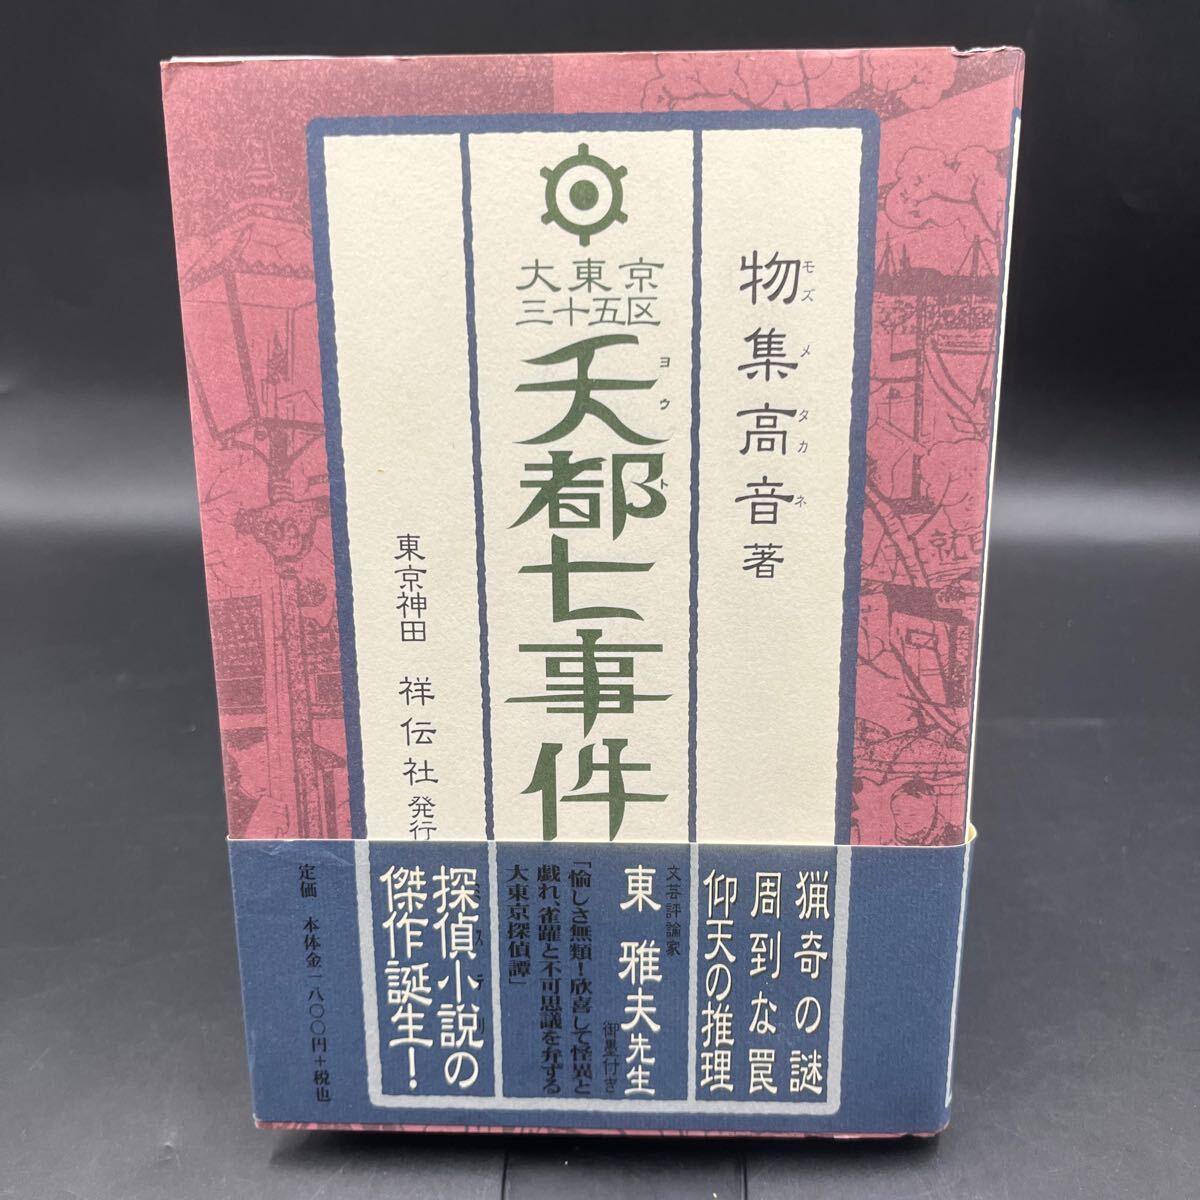 物集高音著
モズメタカネ
大東京
三十五区
夭都七事件
ヨウト
東京神田 祥伝社 発行
猟奇の謎
周到な罠
仰天の推理
文芸評論家
東 雅夫先生
御墨付き
「愉しさ無類!欣喜して怪異と
戯れ、雀躍と不可思議を弁ずる
大東京探偵譚」
探偵小説の
ミステリ
傑作誕生!
定価 本体金一八〇〇円+税也